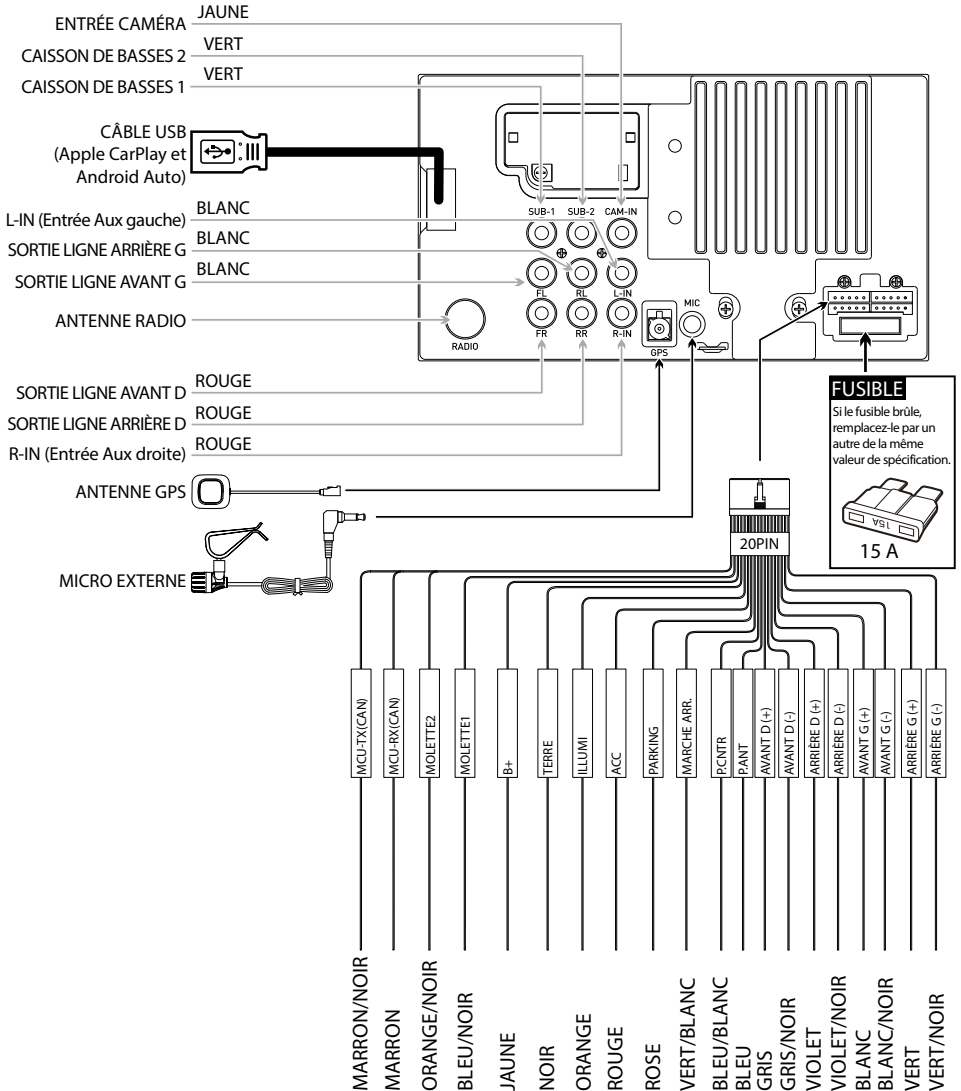 JAUNE
ENTRÉE CAMÉRA
VERT
CAISSON DE BASSES 2
VERT
CAISSON DE BASSES 1
CÂBLE USB
(Apple CarPlay et
Android Auto)
BLANC
L-IN (Entrée Aux gauche)
BLANC
SORTIE LIGNE ARRIÈRE G
BLANC
SORTIE LIGNE AVANT G
ANTENNE RADIO
ROUGE
SORTIE LIGNE AVANT D
ROUGE
SORTIE LIGNE ARRIÈRE D
ROUGE
R-IN (Entrée Aux droite)
ANTENNE GPS
MICRO EXTERNE
SUB-1 SUB-2 CAM-IN
FL RL L-IN
FR RR R-IN
RADIO
GPS
MIC
FUSIBLE
Si le fusible brûle,
remplacez-le par un
autre de la même
valeur de spécification.
15A
15 A
20PIN
MCU-TX(CAN)
MCU-RX(CAN)
MOLETTE2
MOLETTE1
B+
TERRE
ILLUMI
ACC
PARKING
MARCHE ARR.
P.CNTR
P.ANT
AVANT D (+)
AVANT D (-)
ARRIÈRE D (+)
ARRIÈRE D (-)
AVANT G (+)
AVANT G (-)
ARRIÈRE G (+)
ARRIÈRE G (-)
MARRON/NOIR
MARRON
ORANGE/NOIR
BLEU/NOIR
JAUNE
NOIR
ORANGE
ROUGE
ROSE
VERT/BLANC
BLEU/BLANC
BLEU
GRIS
GRIS/NOIR
VIOLET
VIOLET/NOIR
BLANC
BLANC/NOIR
VERT
VERT/NOIR